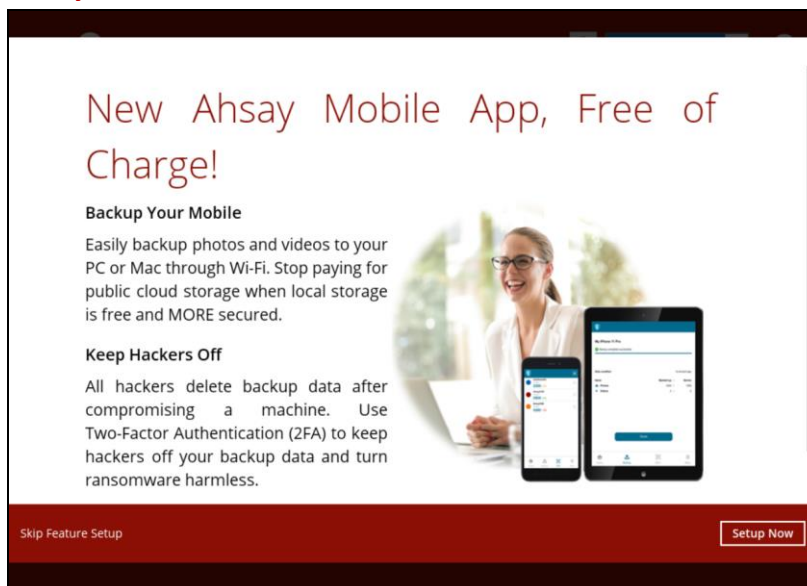 New Ahsay Mobile App, Free of
Charge!
Backup Your Mobile
Easily backup photos and videos to your
PC or Mac through Wi-Fi. Stop paying for
public cloud storage when local storage
is free and MORE secured.
Keep Hackers Off
All hackers delete backup data after
compromising a machine. Use
Two-Factor Authentication (2FA) to keep
hackers off your backup data and turn
ransomware harmless.
Skip Feature Setup
Setup Now